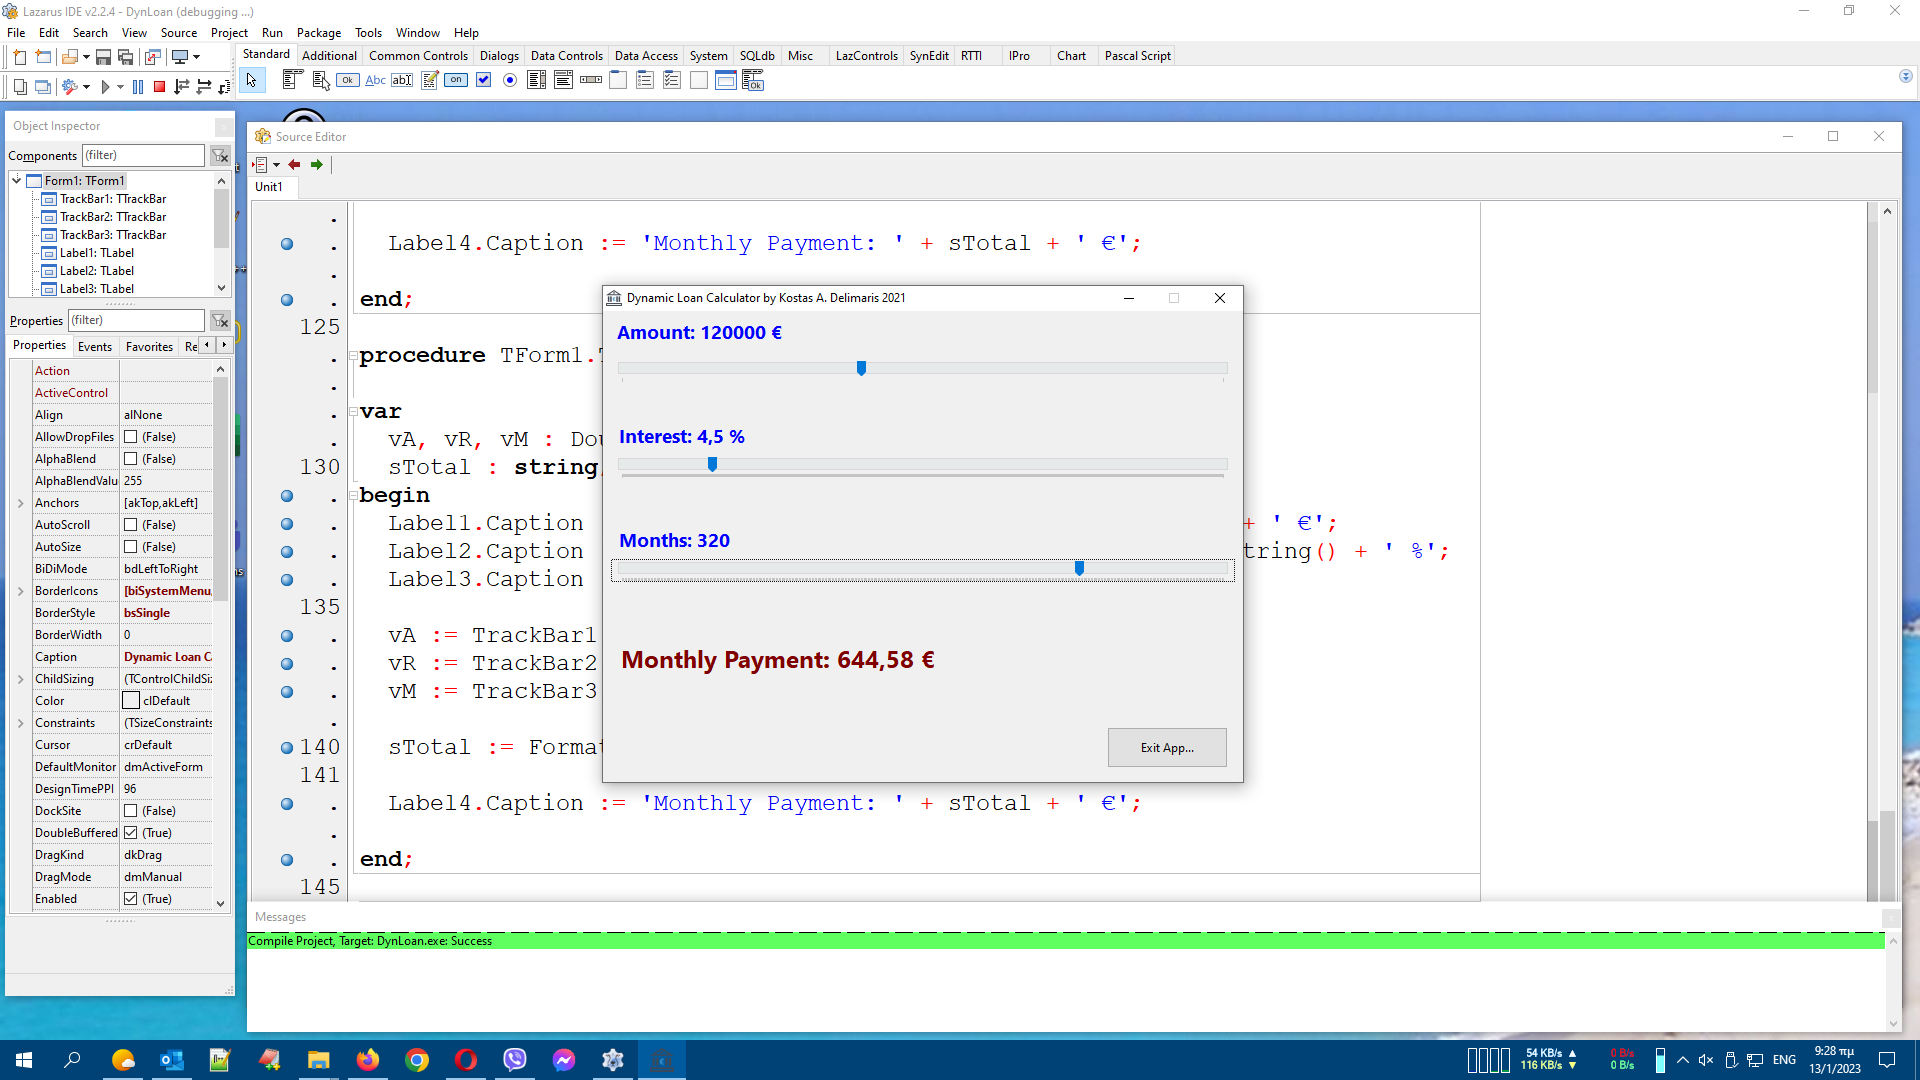 Lazarus IDE v2.2.4 - DynLoan (debugging ...)
File Edit Search View Source Project Run Package Tools Window Help
Standard Additional Common Controls Dialogs Data Controls Data Access System SQLdb Misc LazControls SynEdit RTTI IPro Chart Pascal Script
Ok Abc ab on Ok
Object Inspector
Components (filter)
Form1: TForm1
TrackBar1: TTrackBar
TrackBar2: TTrackBar
TrackBar3: TTrackBar
Label1: TLabel
Label2: TLabel
Label3: TLabel
Properties (filter)
Properties Events Favorites Re
Action
ActiveControl
Align alNone
AllowDropFiles (False)
AlphaBlend (False)
AlphaBlendValu 255
Anchors [akTop,akLeft]
AutoScroll (False)
AutoSize (False)
BiDiMode bdLeftToRight
BorderIcons [biSystemMenu,
BorderStyle bsSingle
BorderWidth 0
Caption Dynamic Loan C
ChildSizing (TControlChildSiz
Color clDefault
Constraints (TSizeConstraints
Cursor crDefault
DefaultMonitor dmActiveForm
DesignTimePPI 96
DockSite (False)
DoubleBuffered (True)
DragKind dkDrag
DragMode dmManual
Enabled (True)
Source Editor
Unit1
.
. Label4.Caption := 'Monthly Payment: ' + sTotal + ' €';
.
. end;
125
. procedure TForm1.T
.
. var
. vA, vR, vM : Dou
130 sTotal : string
. begin
. Label1.Caption + ' €';
. Label2.Caption tring() + ' %';
. Label3.Caption
135
. vA := TrackBar1
. vR := TrackBar2
. vM := TrackBar3
.
140 sTotal := Format
141
. Label4.Caption := 'Monthly Payment: ' + sTotal + ' €';
.
. end;
145
Dynamic Loan Calculator by Kostas A. Delimaris 2021
Amount: 120000 €
Interest: 4,5 %
Months: 320
Monthly Payment: 644,58 €
Exit App...
Messages
Compile Project, Target: DynLoan.exe: Success
54 KB/s 0 B/s
116 KB/s 0 B/s
ENG
9:28 πμ
13/1/2023